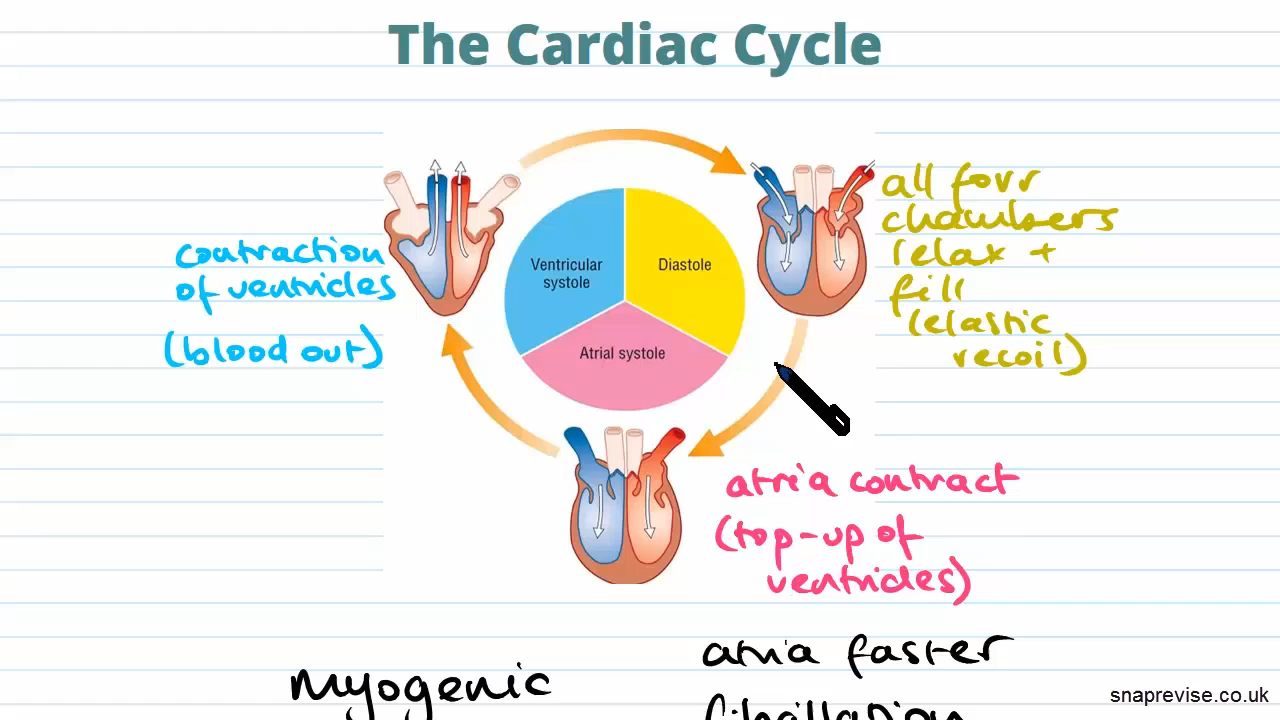 The Cardiac Cycle
all four
chambers
relax +
fill
(elastic
recoil)
contraction
of ventricles
(blood out)
Ventricular
systole
Diastole
Atrial systole
atria contract
(top-up of
ventricles)
atria faster
myogenic
fibrillation
snaprevise.co.uk